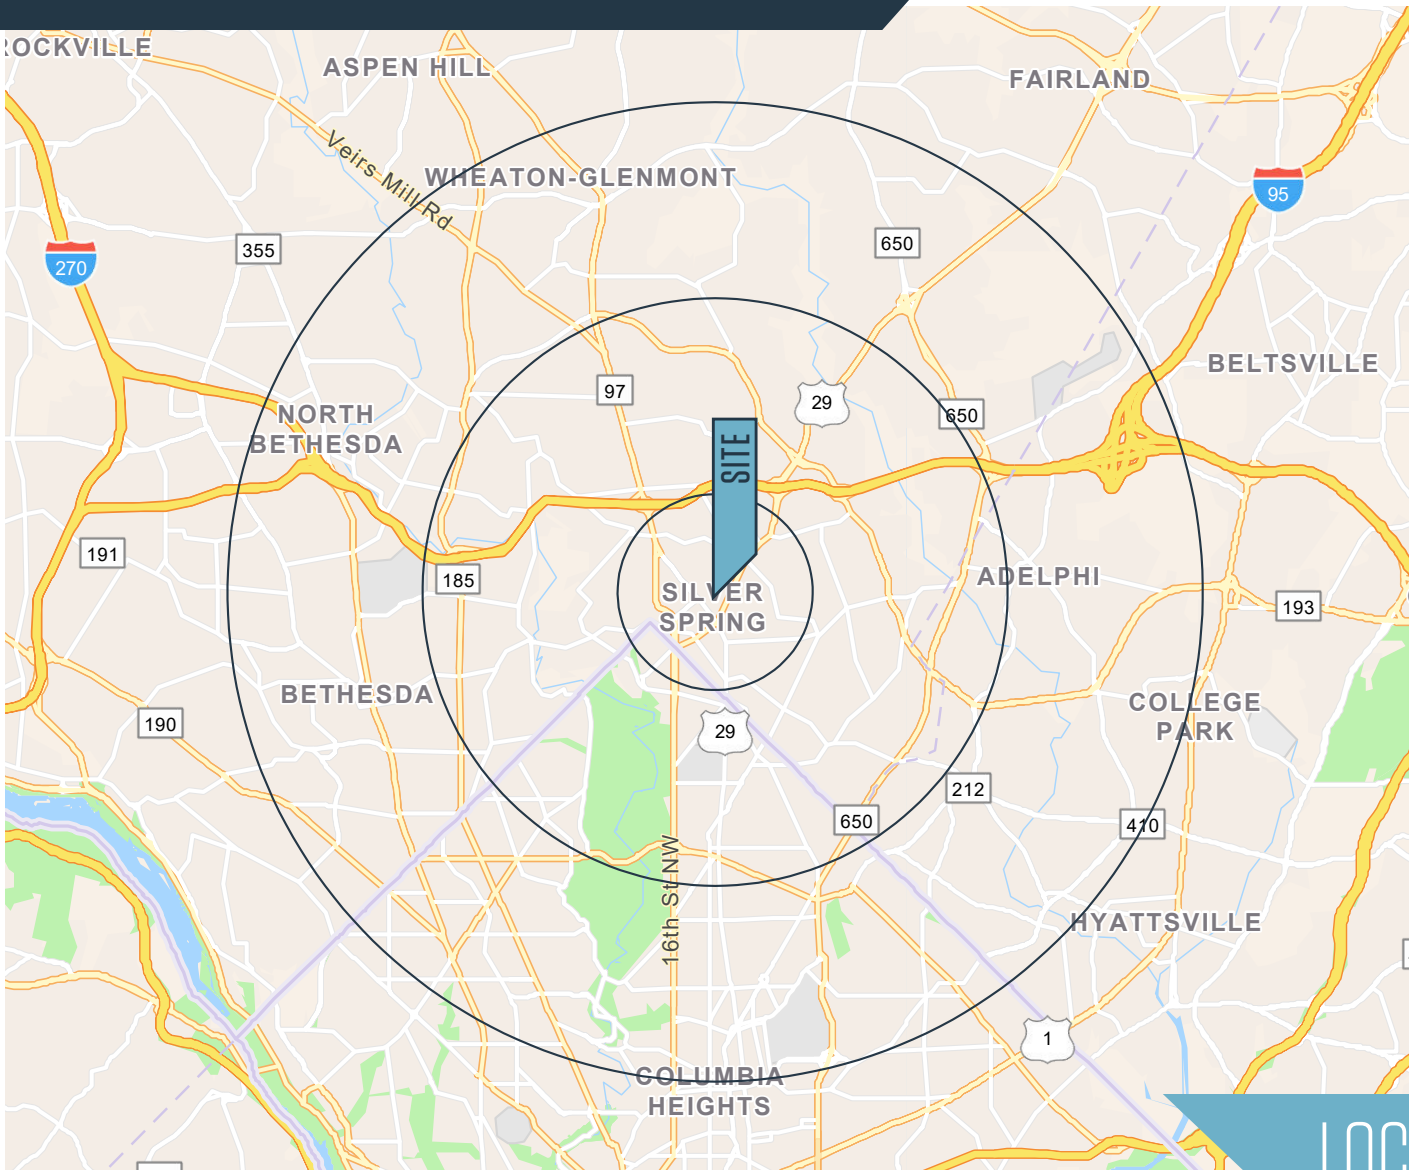 ROCKVILLE
ASPEN HILL
FAIRLAND
Veirs Mill Rd
WHEATON-GLENMONT
95
650
355
270
BELTSVILLE
97
29
650
NORTH
BETHESDA
SITE
191
185
ADELPHI
SILVER
SPRING
193
BETHESDA
COLLEGE
PARK
190
29
212
650
410
16th St NW
HYATTSVILLE
1
COLUMBIA
HEIGHTS
LOC